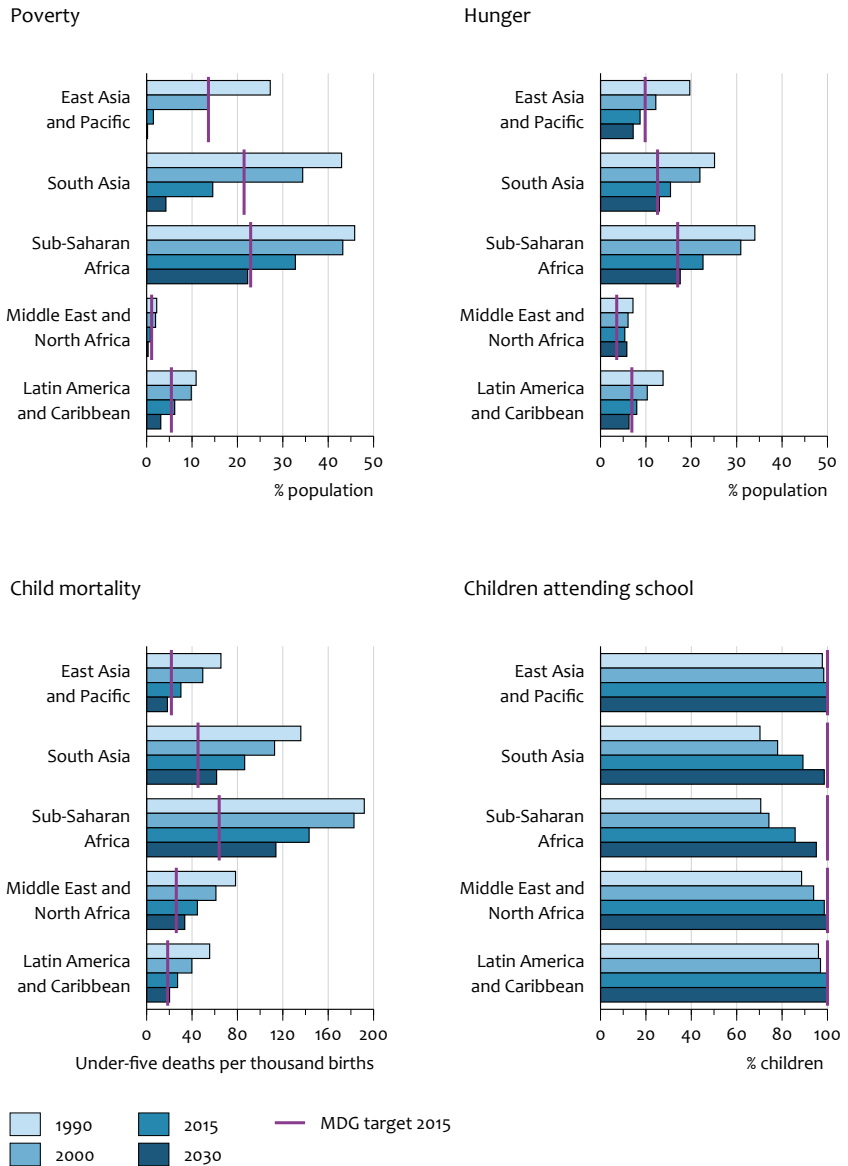 Poverty
East Asia
and Pacific
South Asia
Sub-Saharan
Africa
Middle East and
North Africa
Latin America
and Caribbean
0 10 20 30 40 50
% population
Hunger
East Asia
and Pacific
South Asia
Sub-Saharan
Africa
Middle East and
North Africa
Latin America
and Caribbean
0 10 20 30 40 50
% population
Child mortality
East Asia
and Pacific
South Asia
Sub-Saharan
Africa
Middle East and
North Africa
Latin America
and Caribbean
0 40 80 120 160 200
Under-five deaths per thousand births
Children attending school
East Asia
and Pacific
South Asia
Sub-Saharan
Africa
Middle East and
North Africa
Latin America
and Caribbean
0 20 40 60 80 100
% children
1990
2000
2015
2030
MDG target 2015